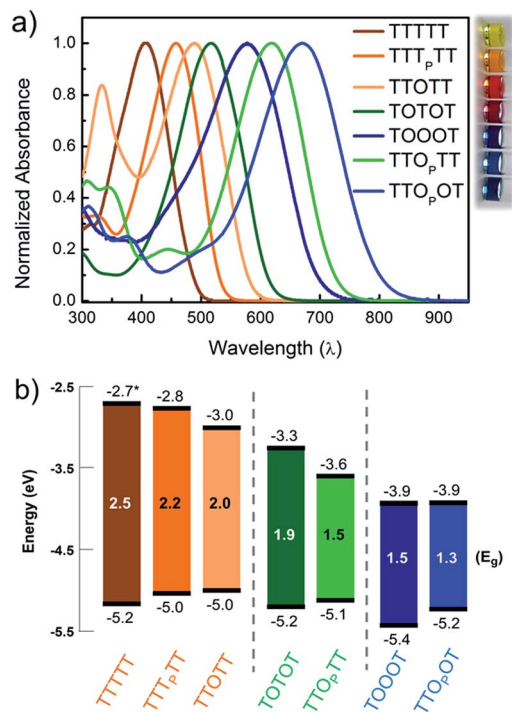 a)
Normalized Absorbance
1.0
0.8
0.6
0.4
0.2
0.0
300 400 500 600 700 800 900
Wavelength (λ)
TTTTT
TTTPTT
TTOTT
TOTOT
TOOOT
TTOPTT
TTOPOT
b)
Energy (eV)
-2.5
-3.5
-4.5
-5.5
-2.7* -2.8 -3.0 -3.3 -3.6 -3.9 -3.9
2.5 2.2 2.0 1.9 1.5 1.5 1.3 (Eg)
-5.2 -5.0 -5.0 -5.2 -5.1 -5.4 -5.2
TTTTT TTTPTT TTOTT TOTOT TTOPTT TOOOT TTOPOT